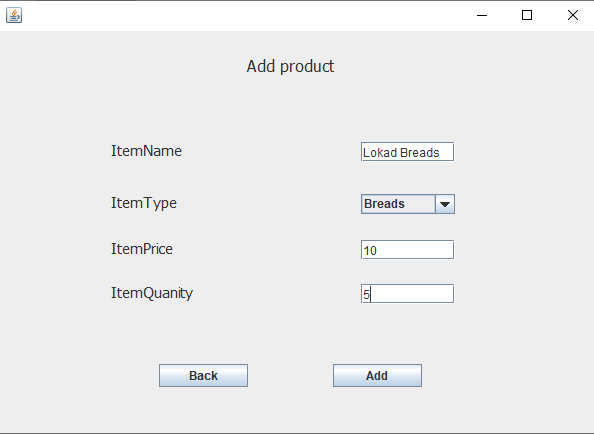 Add product
ItemName Lokad Breads
ItemType Breads
ItemPrice 10
ItemQuanity 5
Back Add